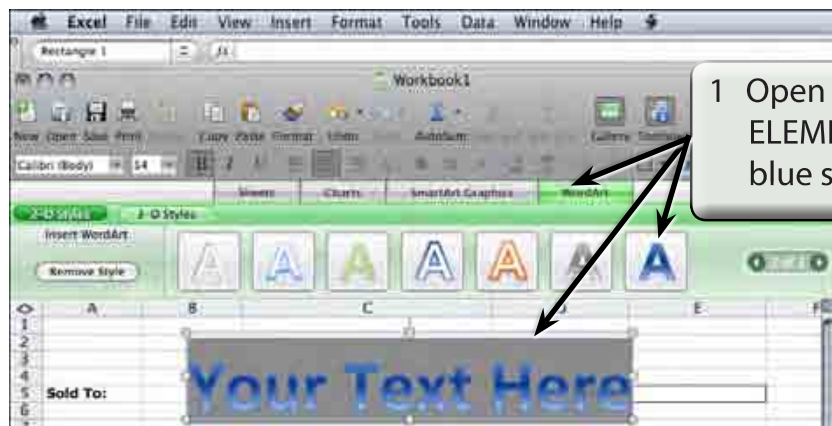 Excel File Edit View Insert Format Tools Data Window Help
Rectangle 1
Workbook1
New Open Save Print Copy Paste Format Undo AutoSum Gallery Toolbox
Calibri (Body) 14 B I
Sheets Charts SmartArt Graphics WordArt
2-D Styles 3-D Styles
Insert WordArt
Remove Style
A A A A A A A
A B C D E F
1
2
3
4
5 Sold To:
6
Your Text Here
1 Open
ELEM
blue s